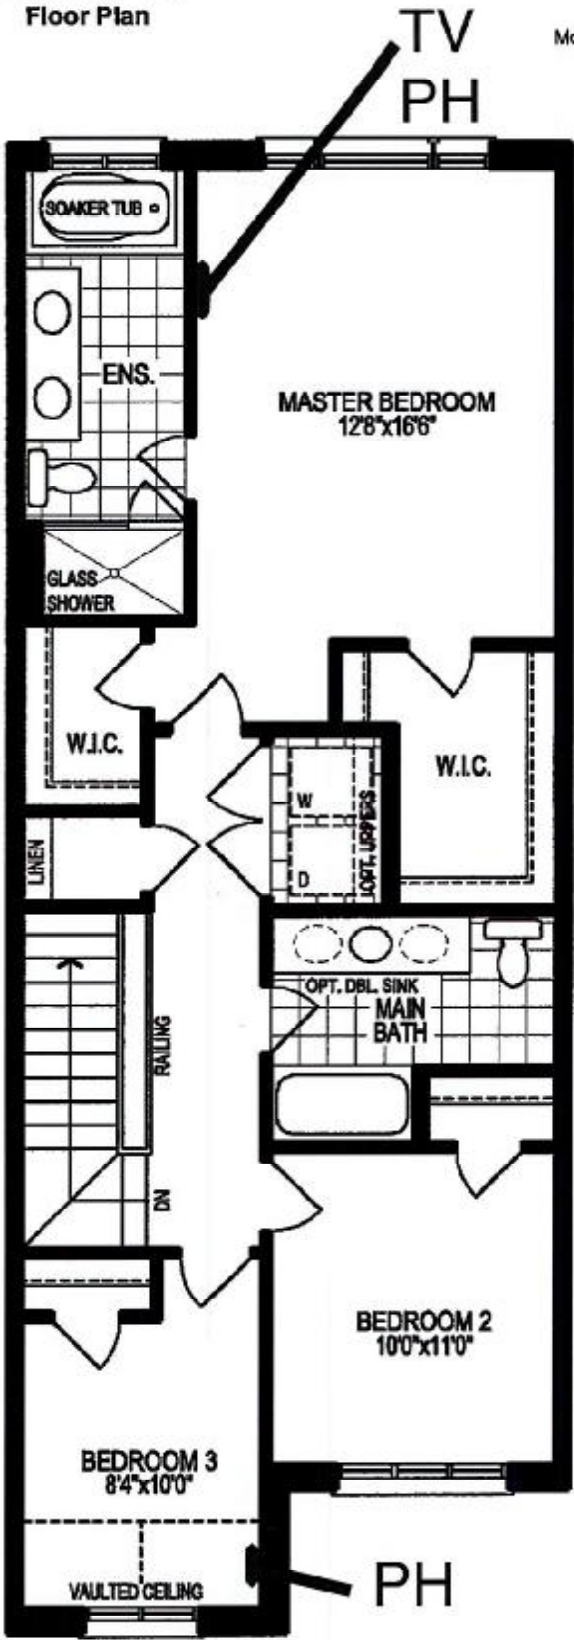 Floor Plan
TV
PH
SOAKER TUB
ENS.
MASTER BEDROOM
12'8"x16'6"
GLASS
SHOWER
W.I.C.
W.I.C.
W
D
OPT. UPPERS
LINEN
OPT. DBL. SINK
MAIN
BATH
RAILING
DN
BEDROOM 2
10'0"x11'0"
BEDROOM 3
8'4"x10'0"
VAULTED CEILING
PH